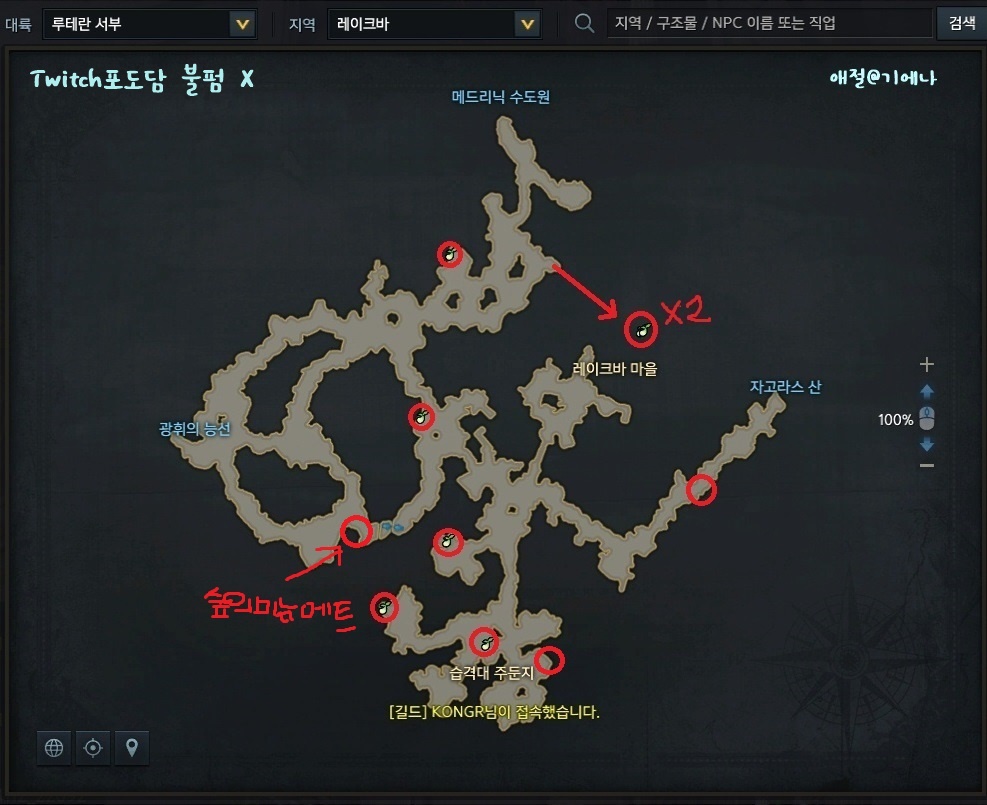 대륙 루테란 서부 지역 레이크바 지역 / 구조물 / NPC 이름 또는 직업 검색
Twitch포도담 불펌 X
애절@기에나
메드리닉 수도원
X2
레이크바 마을
자고라스 산
광휘의 능선
100%
숲의미뉴에트
습격대 주둔지
[길드] KONGR님이 접속했습니다.